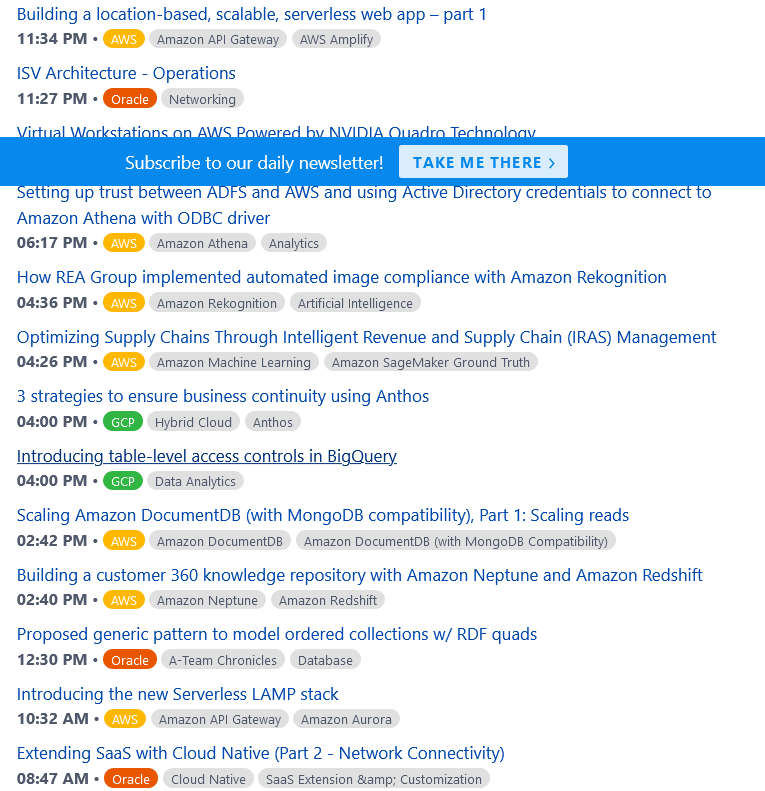 Building a location-based, scalable, serverless web app – part 1
11:34 PM • AWS Amazon API Gateway AWS Amplify
ISV Architecture - Operations
11:27 PM • Oracle Networking
Virtual Workstations on AWS Powered by NVIDIA Quadro Technology
Subscribe to our daily newsletter! TAKE ME THERE >
Setting up trust between ADFS and AWS and using Active Directory credentials to connect to
Amazon Athena with ODBC driver
06:17 PM • AWS Amazon Athena Analytics
How REA Group implemented automated image compliance with Amazon Rekognition
04:36 PM • AWS Amazon Rekognition Artificial Intelligence
Optimizing Supply Chains Through Intelligent Revenue and Supply Chain (IRAS) Management
04:26 PM • AWS Amazon Machine Learning Amazon SageMaker Ground Truth
3 strategies to ensure business continuity using Anthos
04:00 PM • GCP Hybrid Cloud Anthos
Introducing table-level access controls in BigQuery
04:00 PM • GCP Data Analytics
Scaling Amazon DocumentDB (with MongoDB compatibility), Part 1: Scaling reads
02:42 PM • AWS Amazon DocumentDB Amazon DocumentDB (with MongoDB Compatibility)
Building a customer 360 knowledge repository with Amazon Neptune and Amazon Redshift
02:40 PM • AWS Amazon Neptune Amazon Redshift
Proposed generic pattern to model ordered collections w/ RDF quads
12:30 PM • Oracle A-Team Chronicles Database
Introducing the new Serverless LAMP stack
10:32 AM • AWS Amazon API Gateway Amazon Aurora
Extending SaaS with Cloud Native (Part 2 - Network Connectivity)
08:47 AM • Oracle Cloud Native SaaS Extension &amp; Customization